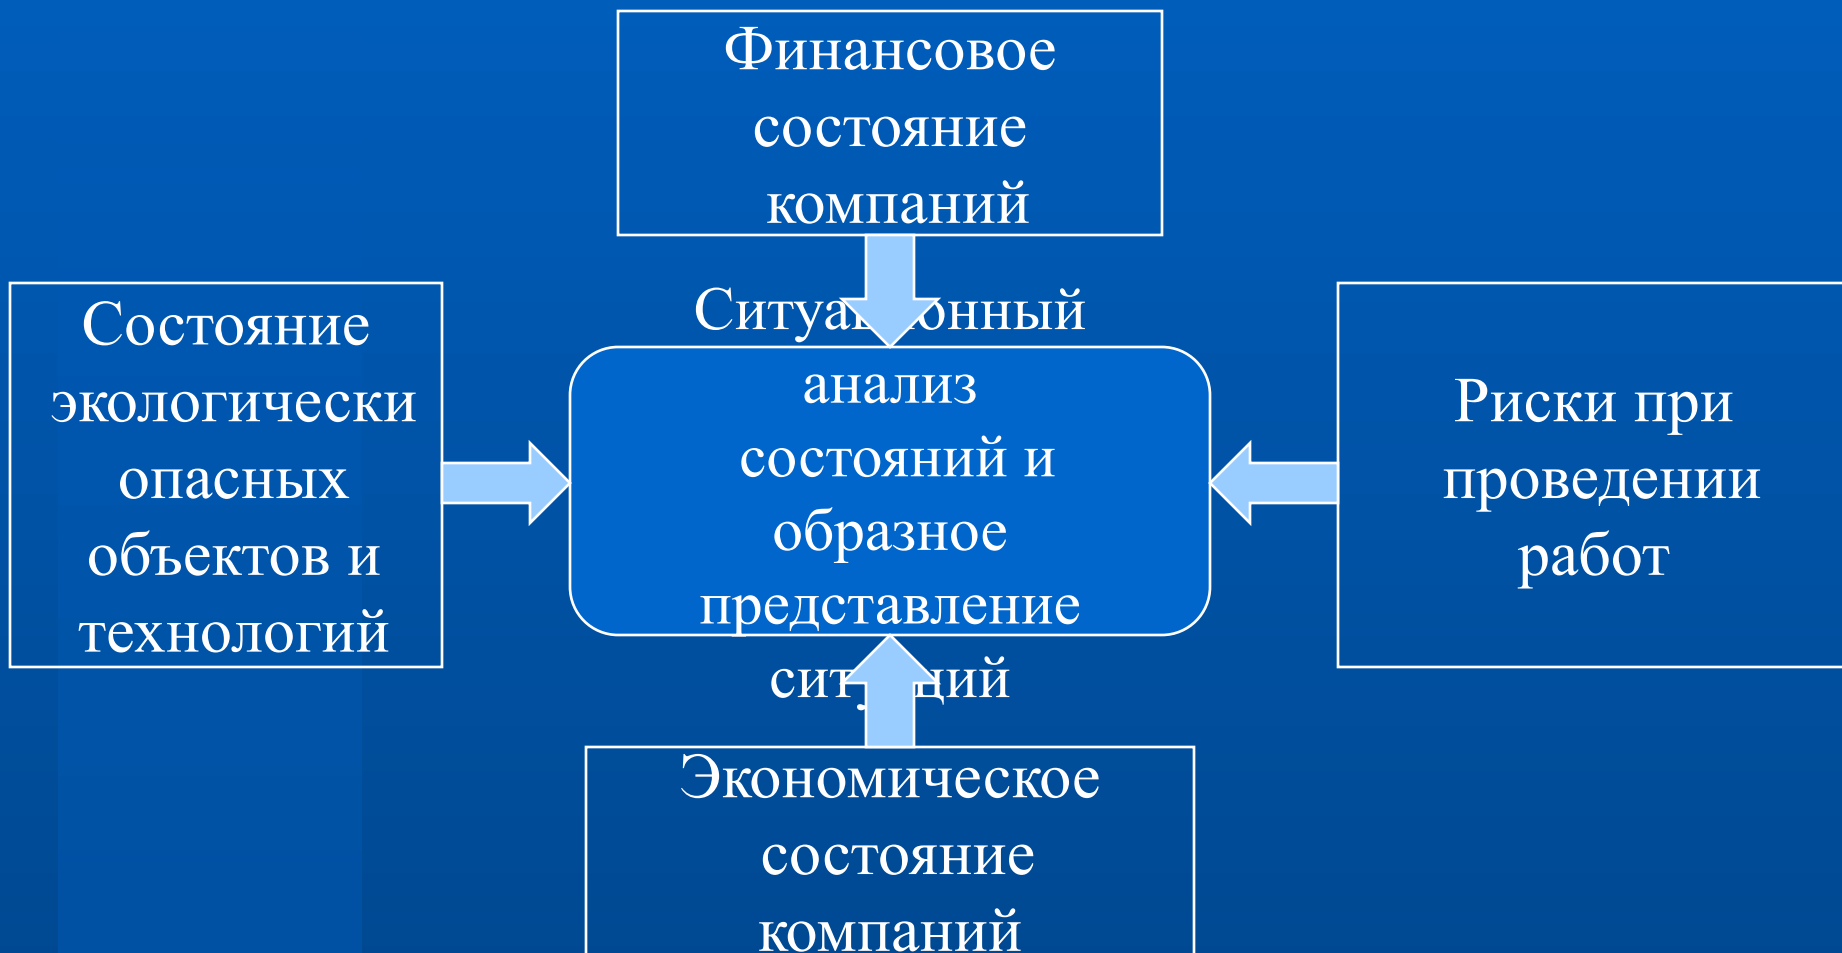 Финансовое
состояние
компаний
Состояние
экологически
опасных
объектов и
технологий
анализ
состояний и
образное
представление
Риски при
проведении
работ
Экономическое
состояние
компаний